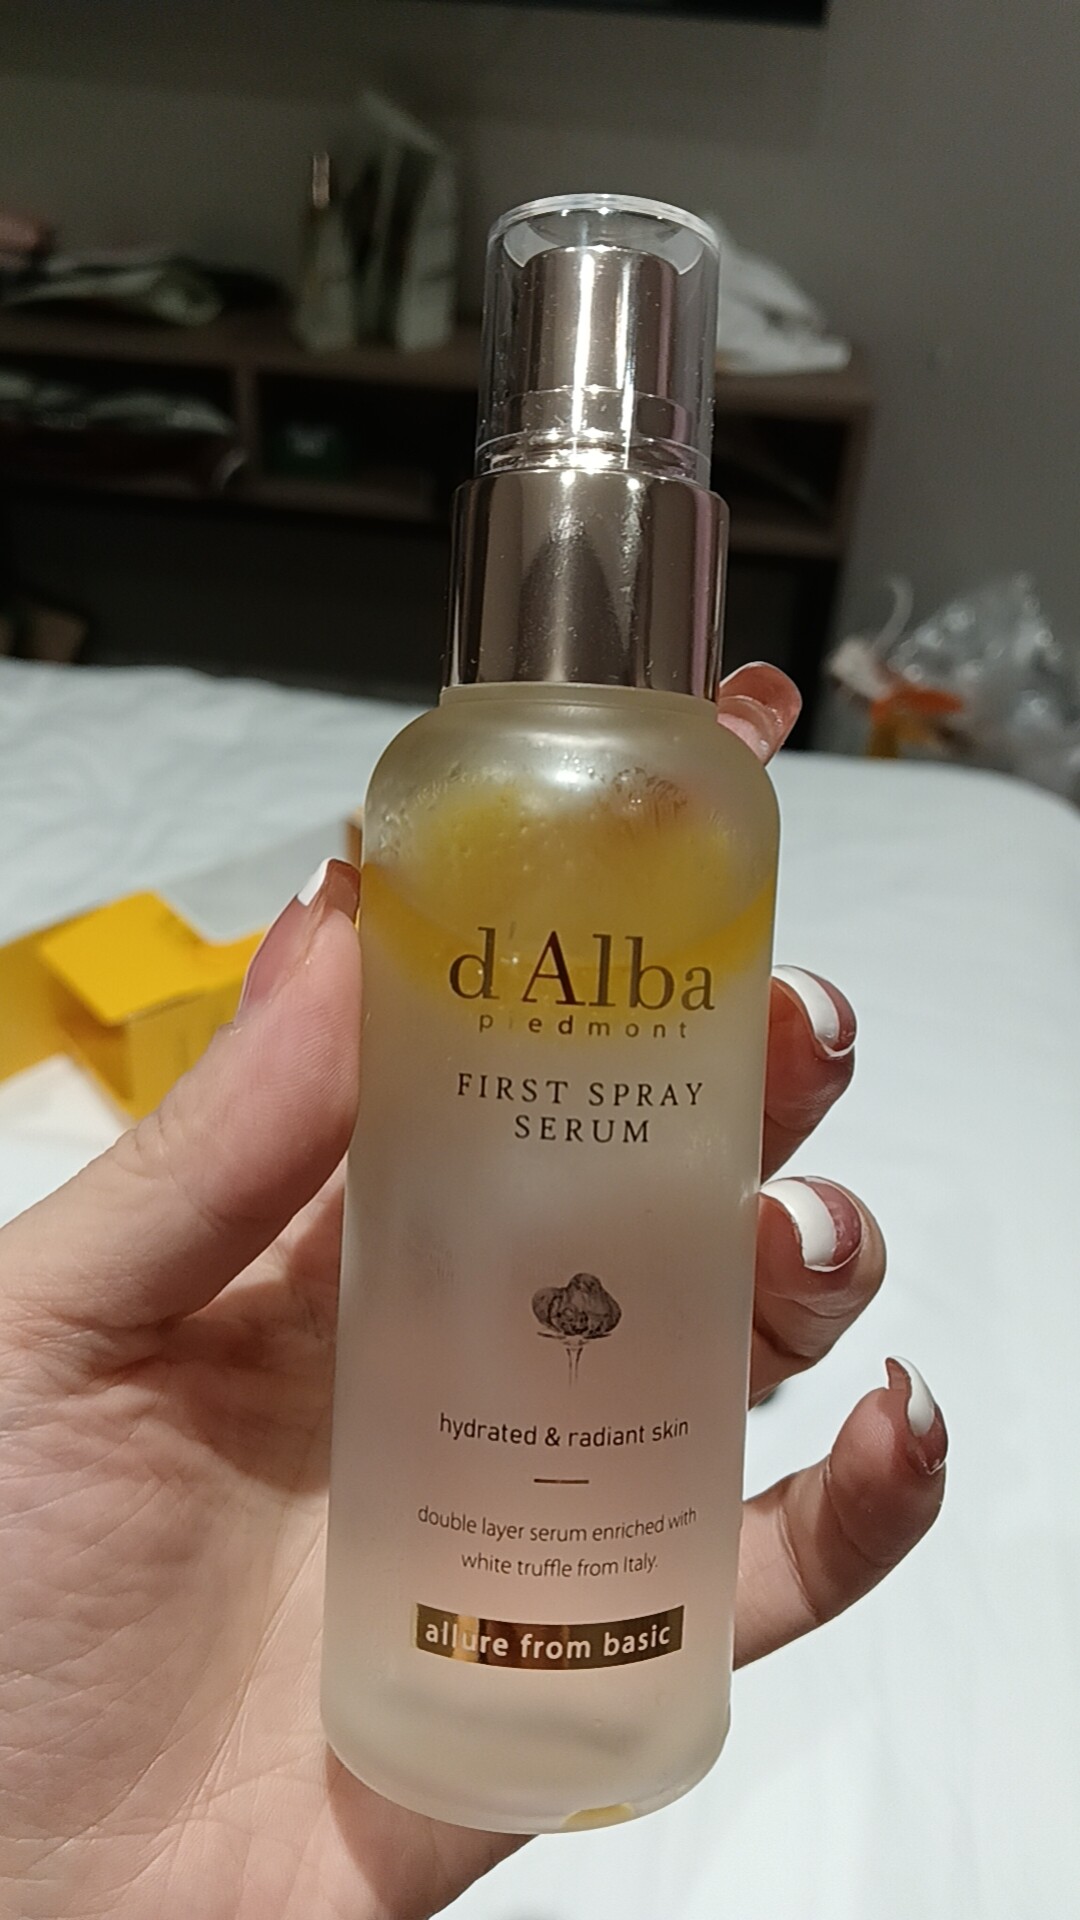 d'Alba
piedmont
FIRST SPRAY
SERUM
hydrated & radiant skin
double layer serum enriched with
white truffle from Italy.
allure from basic